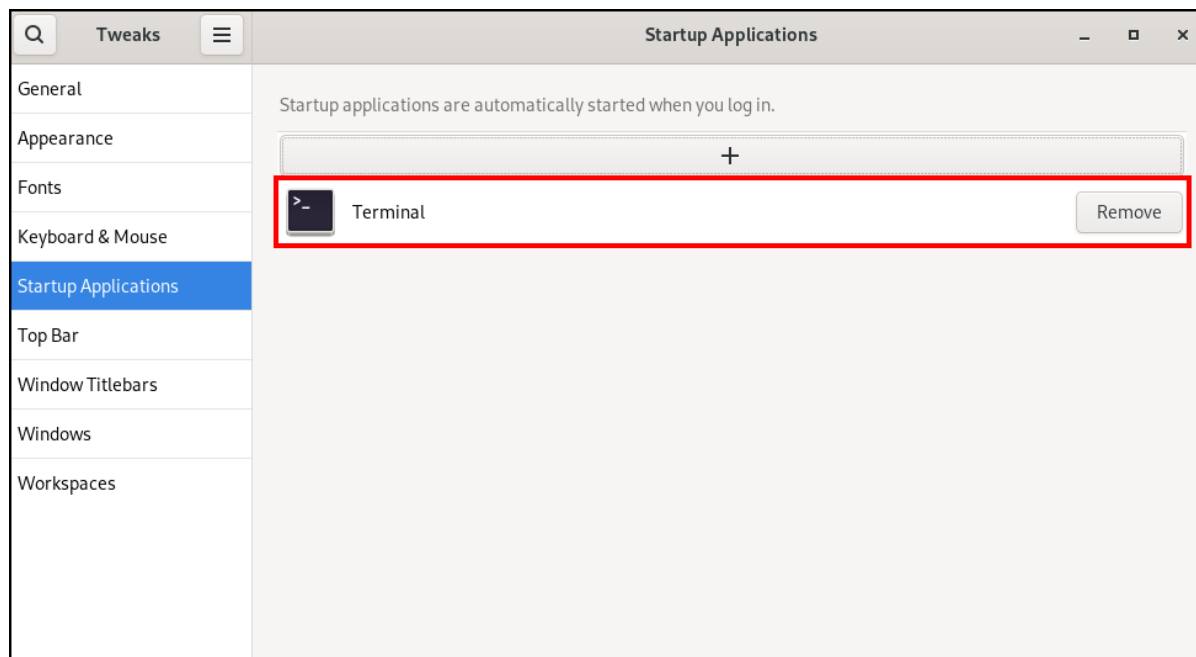 Tweaks
Startup Applications
General
Appearance
Fonts
Keyboard & Mouse
Startup Applications
Top Bar
Window Titlebars
Windows
Workspaces
Startup applications are automatically started when you log in.
+
>_
Terminal
Remove